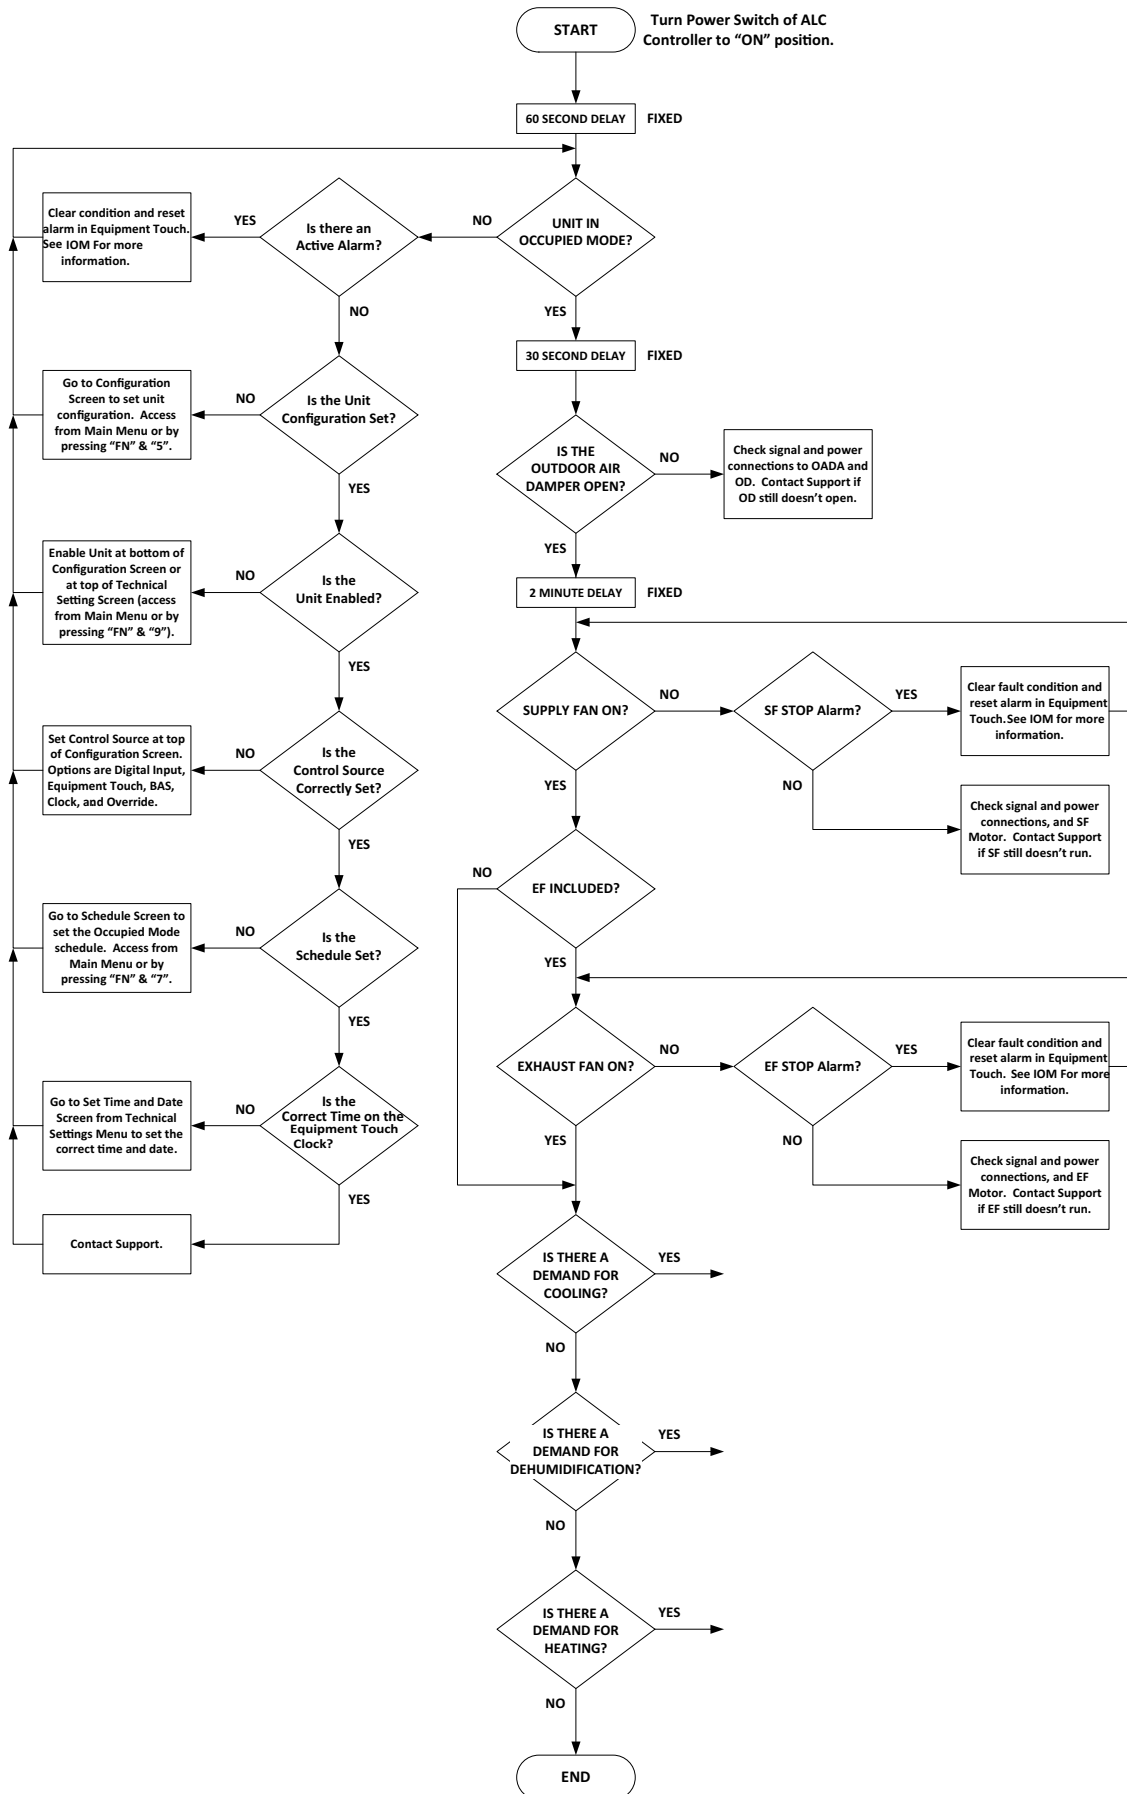 START
Turn Power Switch of ALC
Controller to “ON” position.
60 SECOND DELAY
FIXED
UNIT IN
OCCUPIED MODE?
NO
YES
Is there an
Active Alarm?
YES
NO
Clear condition and reset
alarm in Equipment Touch.
See IOM For more
information.
30 SECOND DELAY
FIXED
Is the Unit
Configuration Set?
NO
YES
Go to Configuration
Screen to set unit
configuration. Access
from Main Menu or by
pressing “FN” & “5”.
IS THE
OUTDOOR AIR
DAMPER OPEN?
NO
YES
Check signal and power
connections to OADA and
OD. Contact Support if
OD still doesn’t open.
Is the
Unit Enabled?
NO
YES
Enable Unit at bottom of
Configuration Screen or
at top of Technical
Setting Screen (access
from Main Menu or by
pressing “FN” & “9”).
2 MINUTE DELAY
FIXED
SUPPLY FAN ON?
NO
YES
SF STOP Alarm?
YES
NO
Clear fault condition and
reset alarm in Equipment
Touch.See IOM for more
information.
Check signal and power
connections, and SF
Motor. Contact Support
if SF still doesn’t run.
Is the
Control Source
Correctly Set?
NO
YES
Set Control Source at top
of Configuration Screen.
Options are Digital Input,
Equipment Touch, BAS,
Clock, and Override.
EF INCLUDED?
NO
YES
Is the
Schedule Set?
NO
YES
Go to Schedule Screen to
set the Occupied Mode
schedule. Access from
Main Menu or by
pressing “FN” & “7”.
EXHAUST FAN ON?
NO
YES
EF STOP Alarm?
YES
NO
Clear fault condition and
reset alarm in Equipment
Touch. See IOM For more
information.
Check signal and power
connections, and EF
Motor. Contact Support
if EF still doesn’t run.
Is the
Correct Time on the
Equipment Touch
Clock?
NO
YES
Go to Set Time and Date
Screen from Technical
Settings Menu to set the
correct time and date.
Contact Support.
IS THERE A
DEMAND FOR
COOLING?
YES
NO
IS THERE A
DEMAND FOR
DEHUMIDIFICATION?
YES
NO
IS THERE A
DEMAND FOR
HEATING?
YES
NO
END